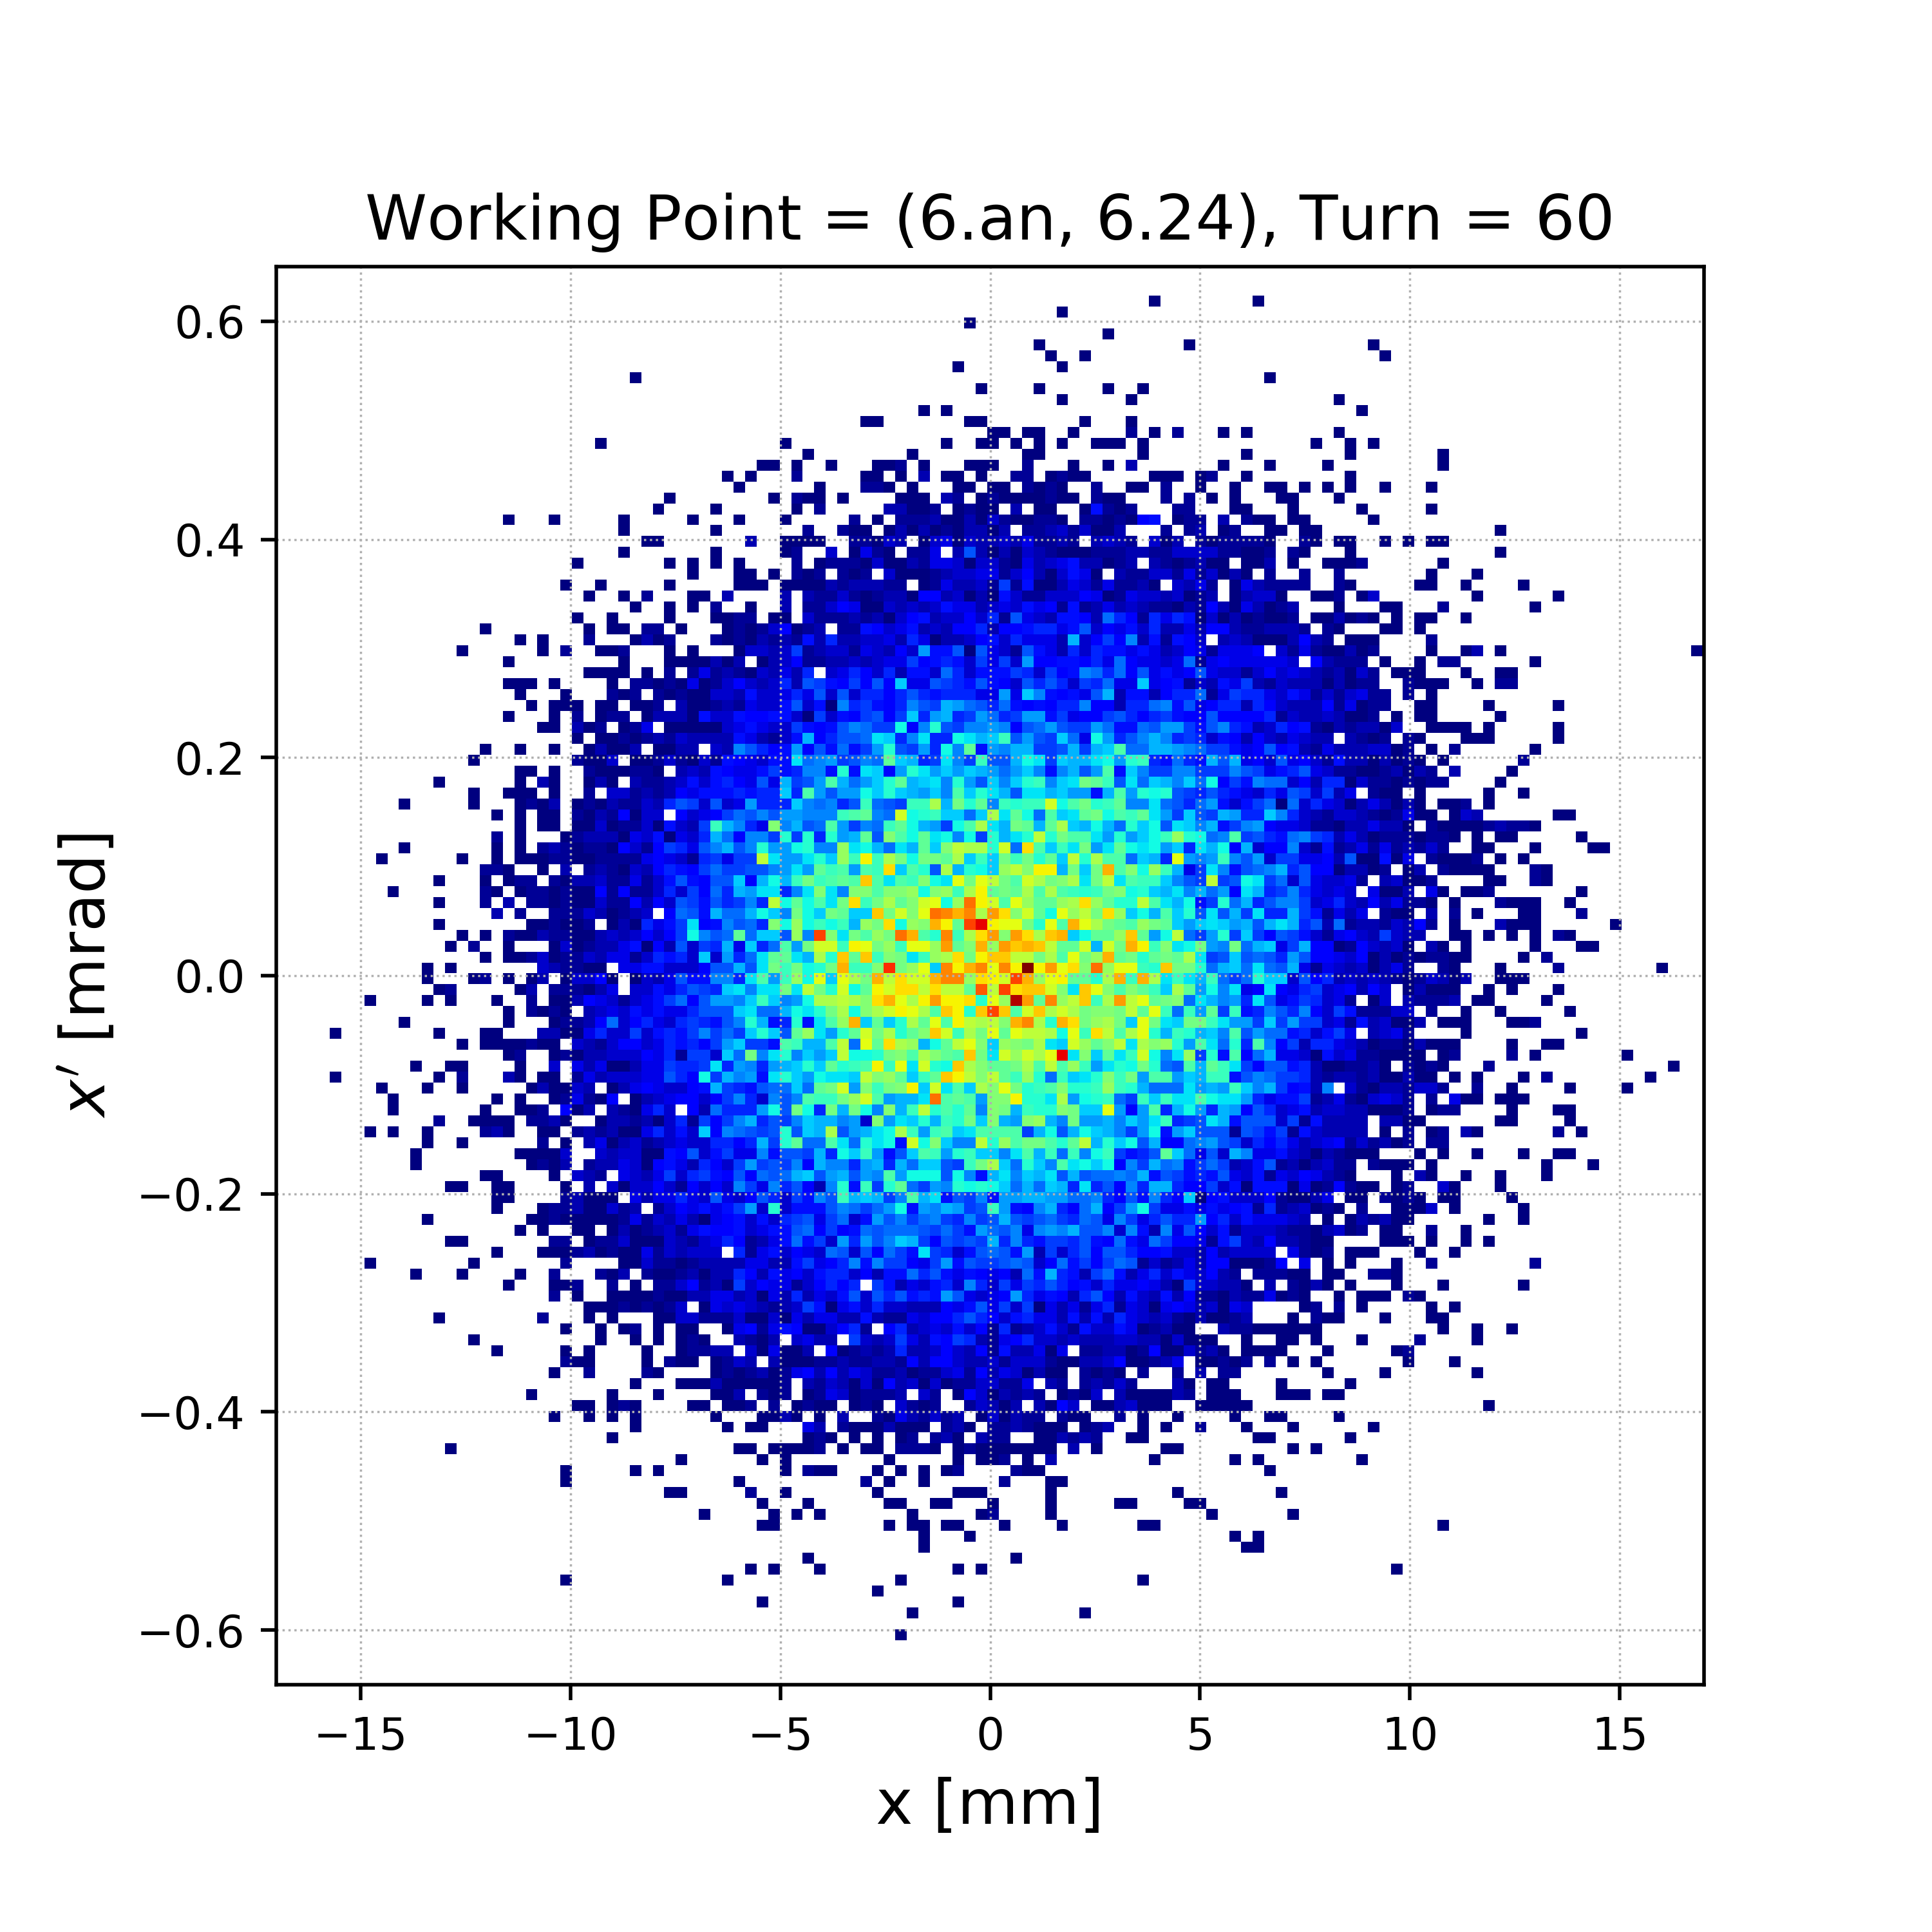 Working Point = (6.an, 6.24), Turn = 60
0.6
0.4
0.2
0.0
−0.2
−0.4
−0.6
x′ [mrad]
−15 −10 −5 0 5 10 15
x [mm]